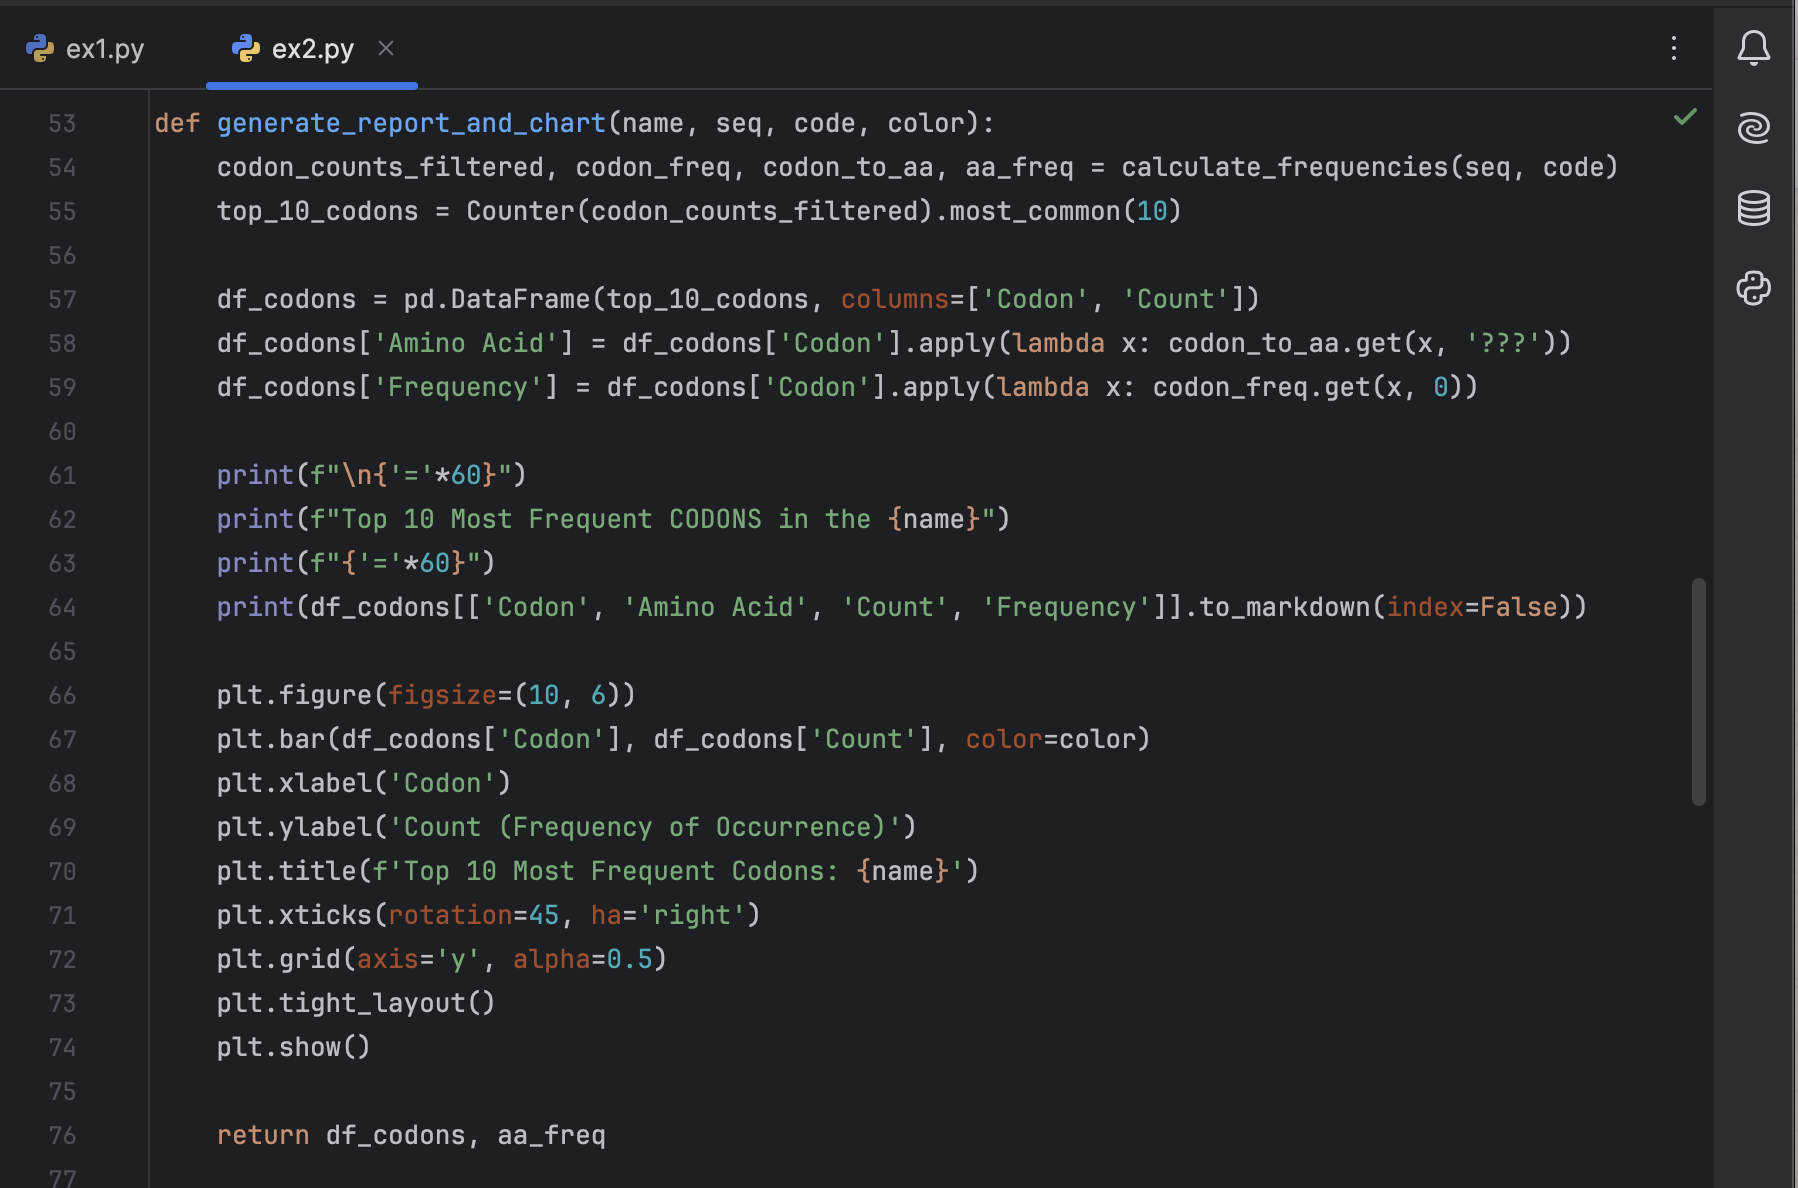 ex1.py
ex2.py
53 def generate_report_and_chart(name, seq, code, color):
54     codon_counts_filtered, codon_freq, codon_to_aa, aa_freq = calculate_frequencies(seq, code)
55     top_10_codons = Counter(codon_counts_filtered).most_common(10)
56
57     df_codons = pd.DataFrame(top_10_codons, columns=['Codon', 'Count'])
58     df_codons['Amino Acid'] = df_codons['Codon'].apply(lambda x: codon_to_aa.get(x, '???'))
59     df_codons['Frequency'] = df_codons['Codon'].apply(lambda x: codon_freq.get(x, 0))
60
61     print(f"\n{'='*60}")
62     print(f"Top 10 Most Frequent CODONS in the {name}")
63     print(f"{'='*60}")
64     print(df_codons[['Codon', 'Amino Acid', 'Count', 'Frequency']].to_markdown(index=False))
65
66     plt.figure(figsize=(10, 6))
67     plt.bar(df_codons['Codon'], df_codons['Count'], color=color)
68     plt.xlabel('Codon')
69     plt.ylabel('Count (Frequency of Occurrence)')
70     plt.title(f'Top 10 Most Frequent Codons: {name}')
71     plt.xticks(rotation=45, ha='right')
72     plt.grid(axis='y', alpha=0.5)
73     plt.tight_layout()
74     plt.show()
75
76     return df_codons, aa_freq
77